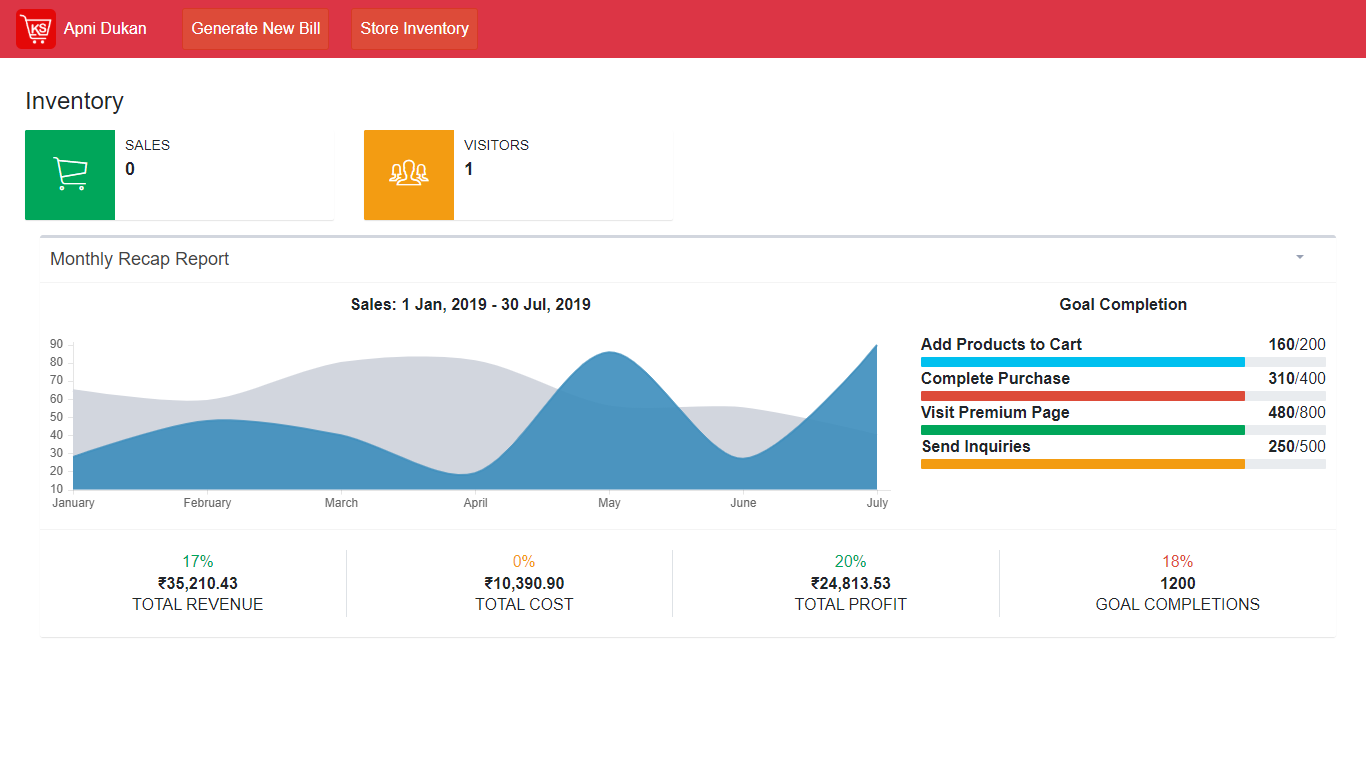 KS
Apni Dukan
Generate New Bill
Store Inventory
Inventory
SALES
0
VISITORS
1
Monthly Recap Report
Sales: 1 Jan, 2019 - 30 Jul, 2019
90
80
70
60
50
40
30
20
10
January February March April May June July
Goal Completion
Add Products to Cart 160/200
Complete Purchase 310/400
Visit Premium Page 480/800
Send Inquiries 250/500
17%
₹35,210.43
TOTAL REVENUE
0%
₹10,390.90
TOTAL COST
20%
₹24,813.53
TOTAL PROFIT
18%
1200
GOAL COMPLETIONS